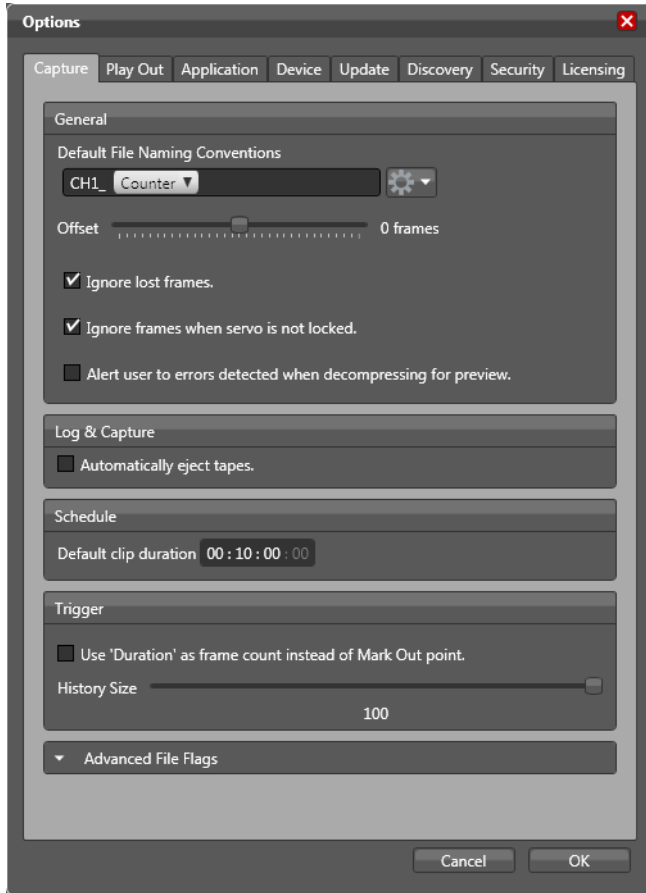 Options
Capture Play Out Application Device Update Discovery Security Licensing
General
Default File Naming Conventions
CH1_ Counter
Offset 0 frames
Ignore lost frames.
Ignore frames when servo is not locked.
Alert user to errors detected when decompressing for preview.
Log & Capture
Automatically eject tapes.
Schedule
Default clip duration 00 : 10 : 00 : 00
Trigger
Use 'Duration' as frame count instead of Mark Out point.
History Size
100
Advanced File Flags
Cancel OK